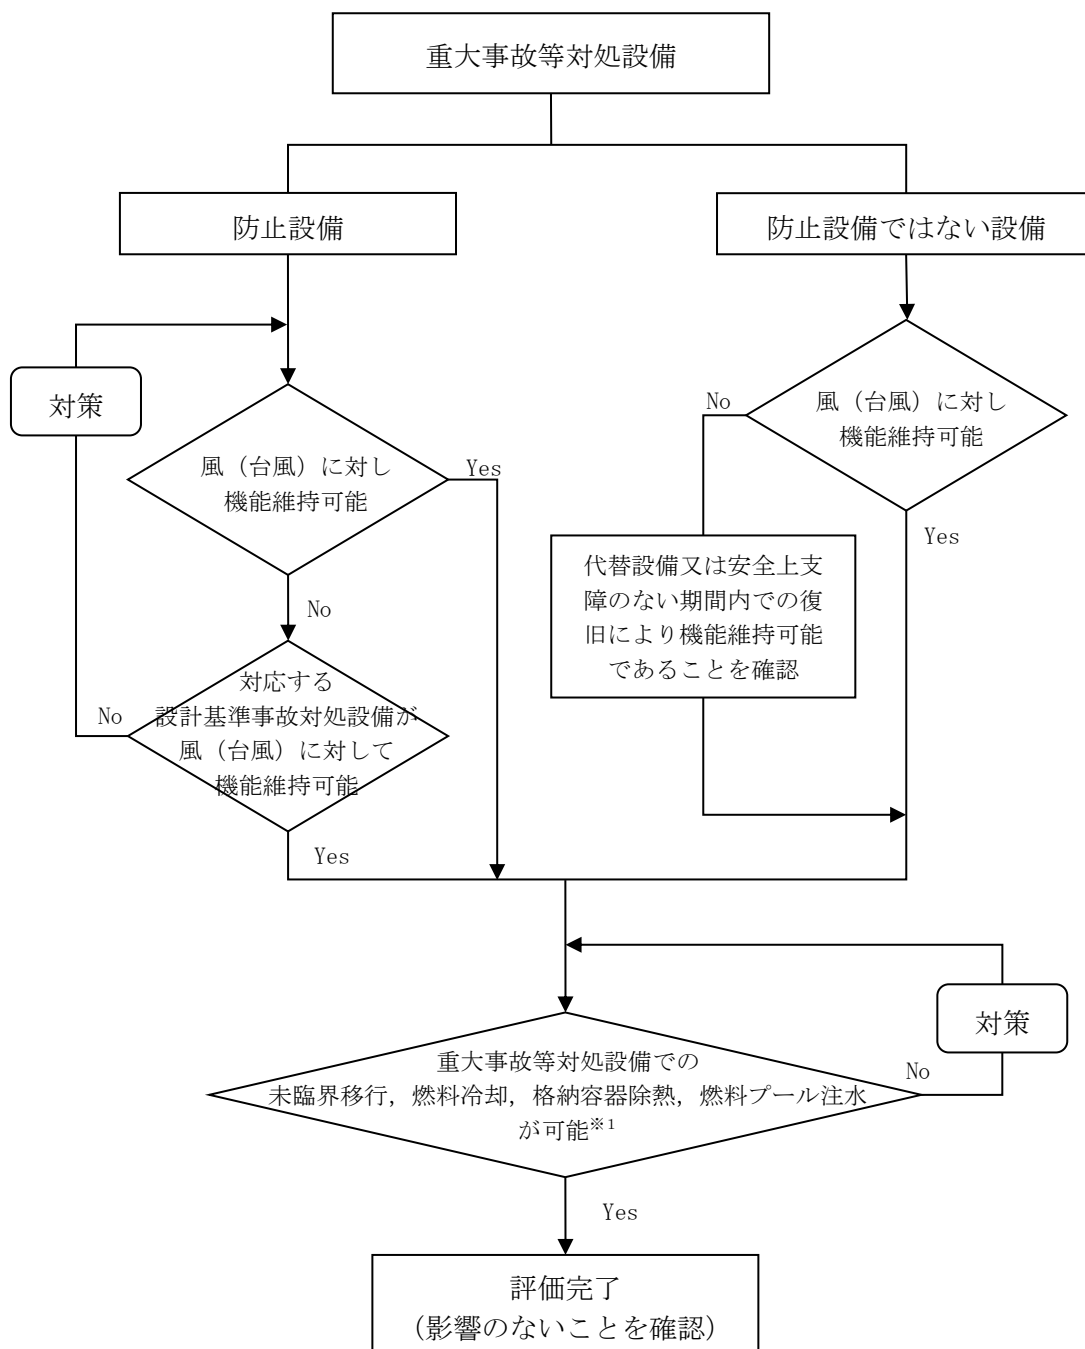 重大事故等対処設備
防止設備
防止設備ではない設備
対策
風（台風）に対し
機能維持可能
Yes
No
対応する
設計基準事故対処設備が
風（台風）に対して
機能維持可能
No
Yes
風（台風）に対し
機能維持可能
No
Yes
代替設備又は安全上支
障のない期間内での復
旧により機能維持可能
であることを確認
対策
重大事故等対処設備での
未臨界移行，燃料冷却，格納容器除熱，燃料プール注水
が可能※1
No
Yes
評価完了
（影響のないことを確認）